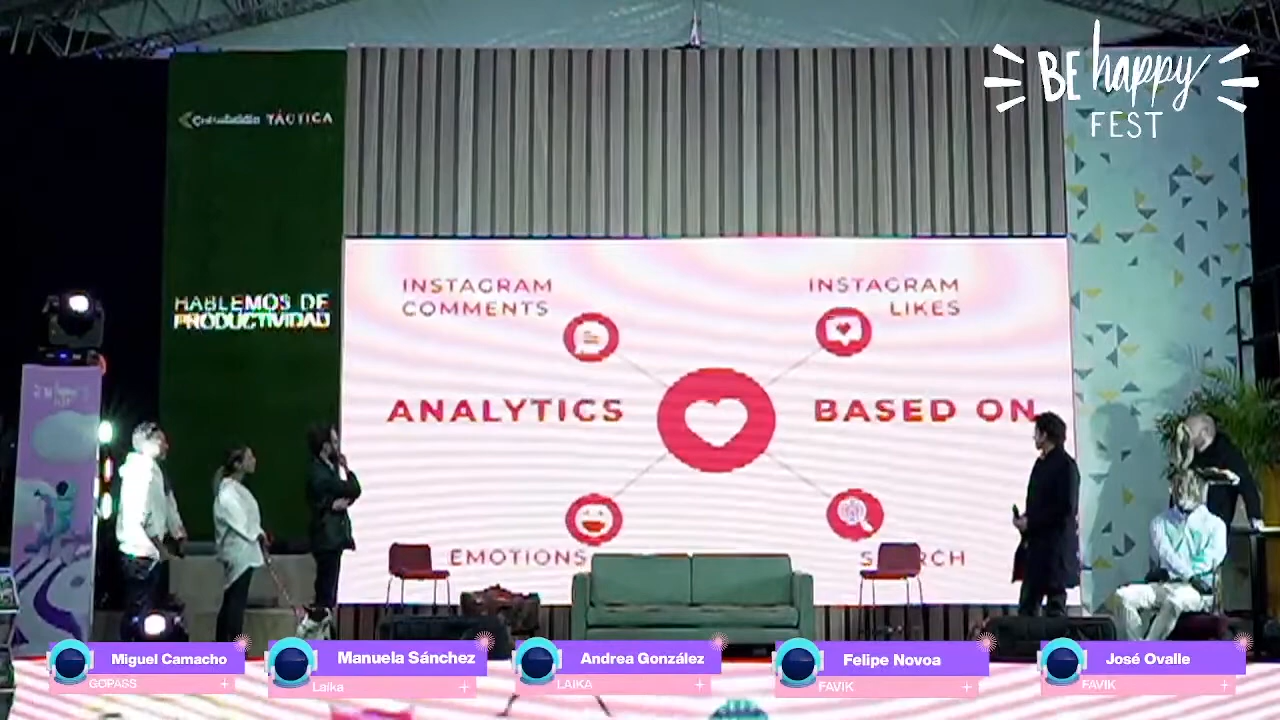 BE happy
FEST
TÁCTICA
HABLEMOS DE
PRODUCTIVIDAD
INSTAGRAM
COMMENTS
INSTAGRAM
LIKES
ANALYTICS
BASED ON
EMOTIONS
Miguel Camacho
GOPASS
Manuela Sánchez
Laíka
Andrea González
LAIKA
Felipe Novoa
FAVIK
José Ovalle
FAVIK